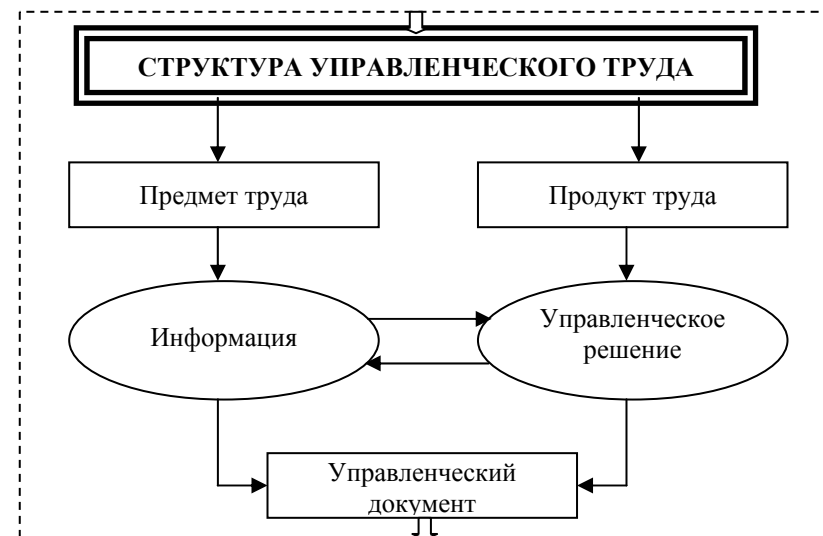 СТРУКТУРА УПРАВЛЕНЧЕСКОГО ТРУДА
Предмет труда
Продукт труда
Информация
Управленческое
решение
Управленческий
документ